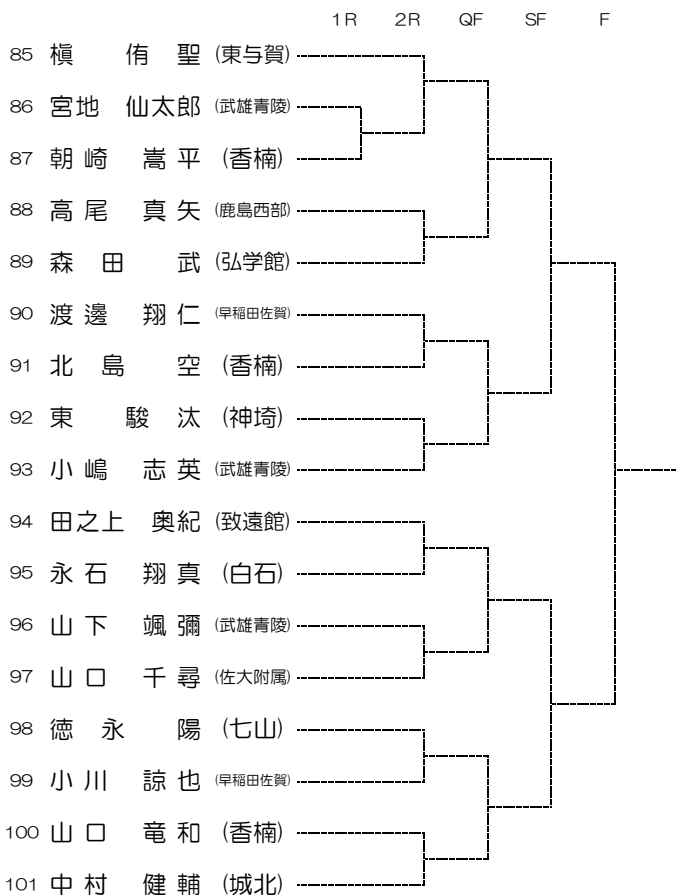 1R 2R QF SF F
85 槇 侑 聖 (東与賀)
86 宮地 仙太郎 (武雄青陵)
87 朝崎 嵩平 (香楠)
88 高尾 真矢 (鹿島西部)
89 森田 武 (弘学館)
90 渡邊 翔仁 (早稲田佐賀)
91 北島 空 (香楠)
92 東 駿汰 (神埼)
93 小嶋 志英 (武雄青陵)
94 田之上 奥紀 (致遠館)
95 永石 翔真 (白石)
96 山下 颯彌 (武雄青陵)
97 山口 千尋 (佐大附属)
98 徳永 陽 (七山)
99 小川 諒也 (早稲田佐賀)
100 山口 竜和 (香楠)
101 中村 健輔 (城北)